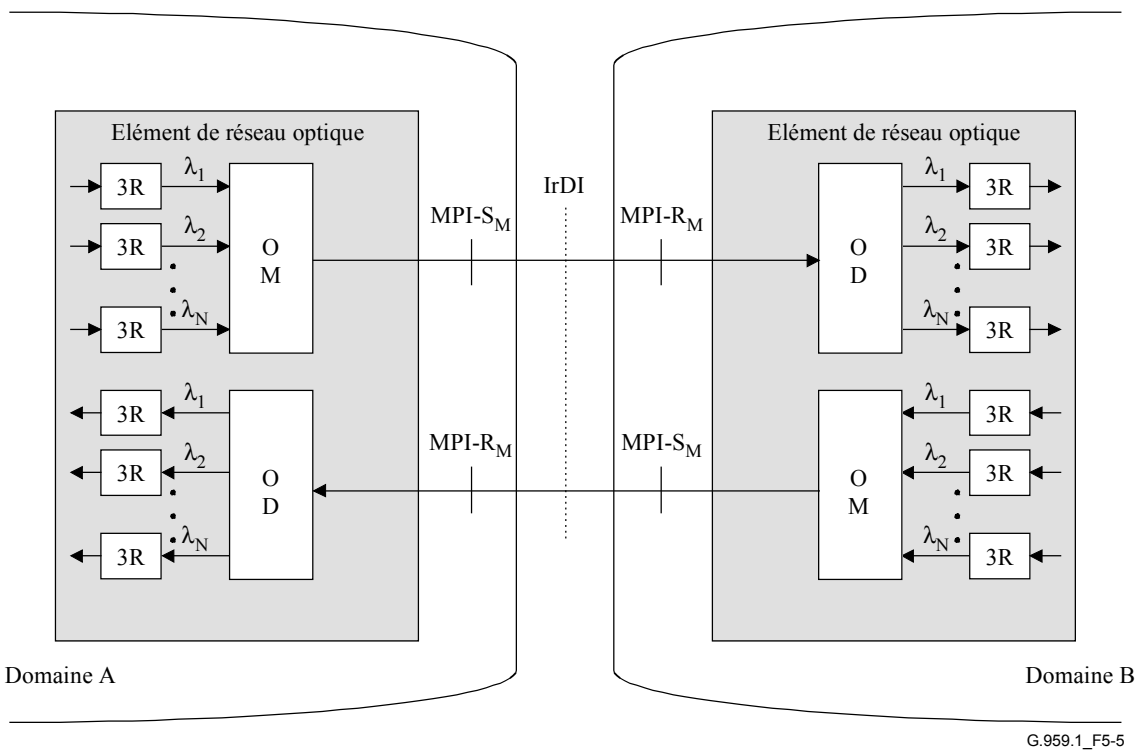 Elément de réseau optique
Elément de réseau optique
3R λ1
3R λ2
3R λN
O
M
MPI-SM
IrDI
MPI-RM
O
D
λ1 3R
λ2 3R
λN 3R
3R λ1
3R λ2
3R λN
O
D
MPI-RM
MPI-SM
O
M
λ1 3R
λ2 3R
λN 3R
Domaine A
Domaine B
G.959.1_F5-5